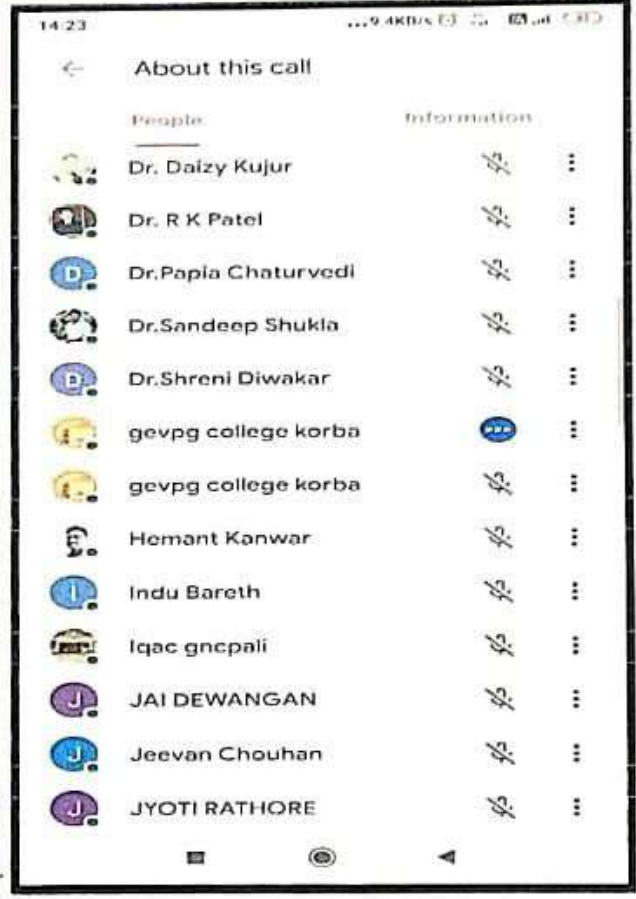 14:23 ...9.4KB/s
About this call
People Information
Dr. Daizy Kujur
Dr. R K Patel
D Dr.Papia Chaturvedi
Dr.Sandeep Shukla
D Dr.Shreni Diwakar
gevpg college korba
gevpg college korba
Hemant Kanwar
I Indu Bareth
Iqac gncpali
J JAI DEWANGAN
J Jeevan Chouhan
J JYOTI RATHORE